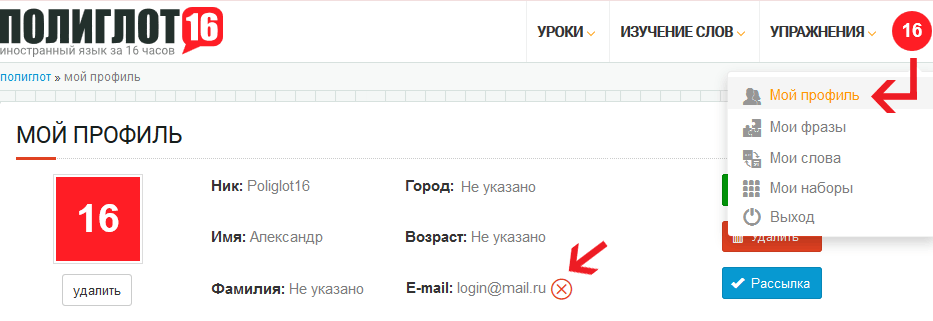 ПОЛИГЛОТ 16
иностранный язык за 16 часов
УРОКИ
ИЗУЧЕНИЕ СЛОВ
УПРАЖНЕНИЯ
16
полиглот » мой профиль
Мой профиль
Мои фразы
Мои слова
Мои наборы
Выход
МОЙ ПРОФИЛЬ
16
удалить
Ник: Poliglot16
Город: Не указано
Имя: Александр
Возраст: Не указано
Удалить
Фамилия: Не указано
E-mail: login@mail.ru
Рассылка